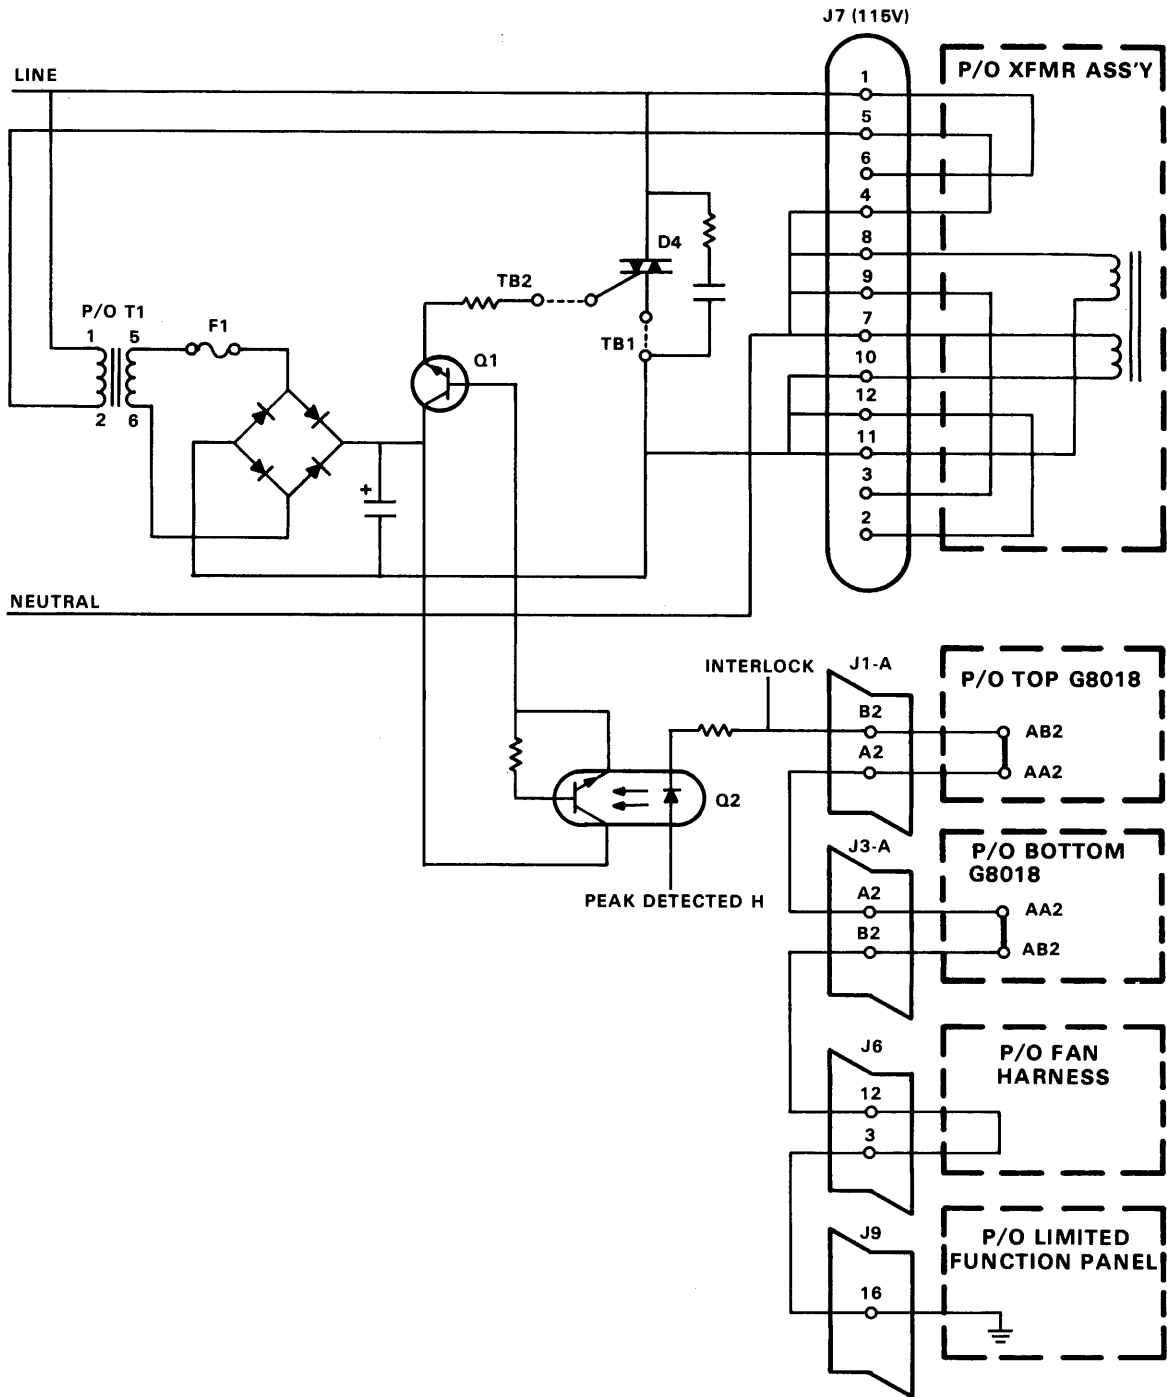 J7 (115V)
P/O XFMR ASS'Y
LINE
1
5
6
4
8
9
7
10
12
11
3
2
D4
TB2
TB1
P/O T1
1
5
2
6
F1
Q1
+
NEUTRAL
INTERLOCK
J1-A
B2
A2
P/O TOP G8018
AB2
AA2
Q2
PEAK DETECTED H
J3-A
A2
B2
P/O BOTTOM
G8018
AA2
AB2
J6
12
3
P/O FAN
HARNESS
J9
16
P/O LIMITED
FUNCTION PANEL